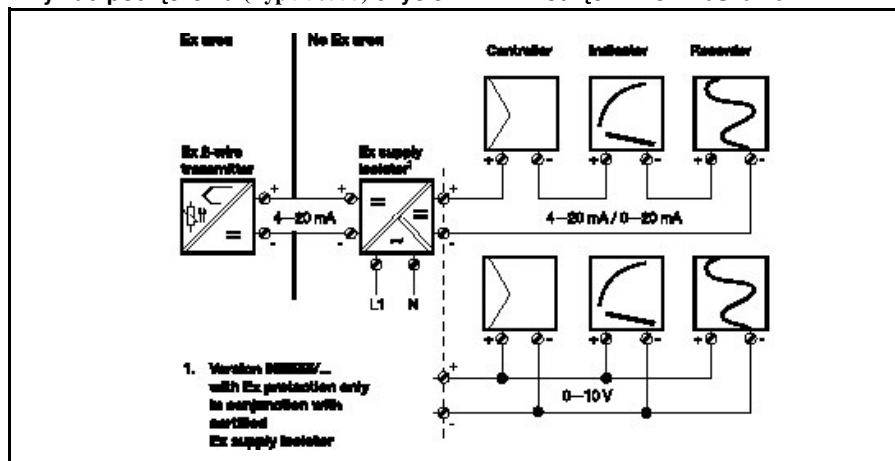 Ex area
No Ex area
Controller
Indicator
Recorder
Ex 2-wire
transmitter
Ex supply
isolator¹
+
+
+
+ - + - + -
4—20 mA
4—20 mA / 0—20 mA
-
-
-
L1 N
+ - + - + -
1. Version
with Ex protection only
in conjunction with
certified
Ex supply isolator
+
0—10 V
-